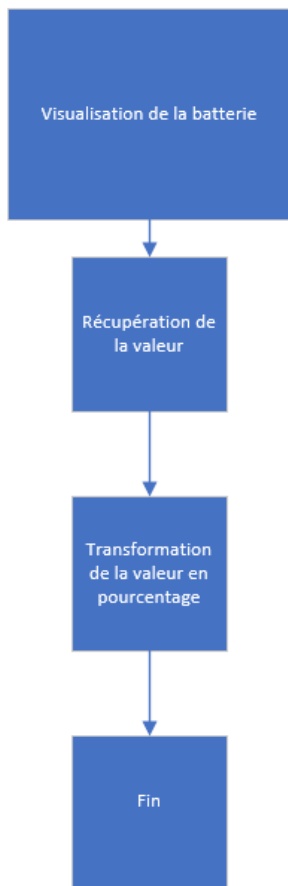 Visualisation de la batterie
Récupération de
la valeur
Transformation
de la valeur en
pourcentage
Fin